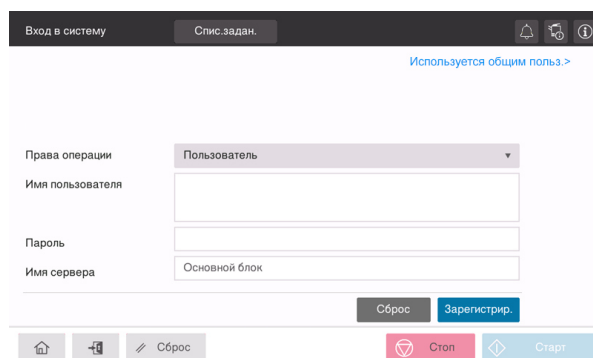 Вход в систему Спис.задан.
Используется общим польз.>
Права операции Пользователь
Имя пользователя
Пароль
Имя сервера Основной блок
Сброс Зарегистрир.
Сброс Стоп Старт